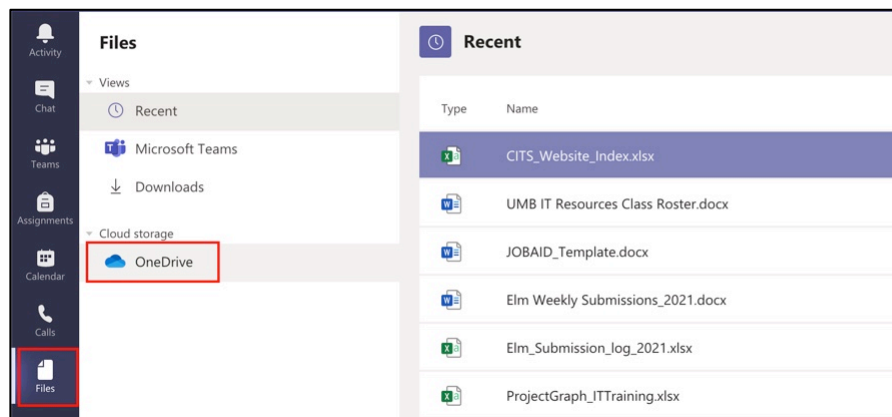 Activity
Chat
Teams
Assignments
Calendar
Calls
Files
Files
Views
Recent
Microsoft Teams
Downloads
Cloud storage
OneDrive
Recent
Type Name
CITS_Website_Index.xlsx
UMB IT Resources Class Roster.docx
JOBAID_Template.docx
Elm Weekly Submissions_2021.docx
Elm_Submission_log_2021.xlsx
ProjectGraph_ITTraining.xlsx